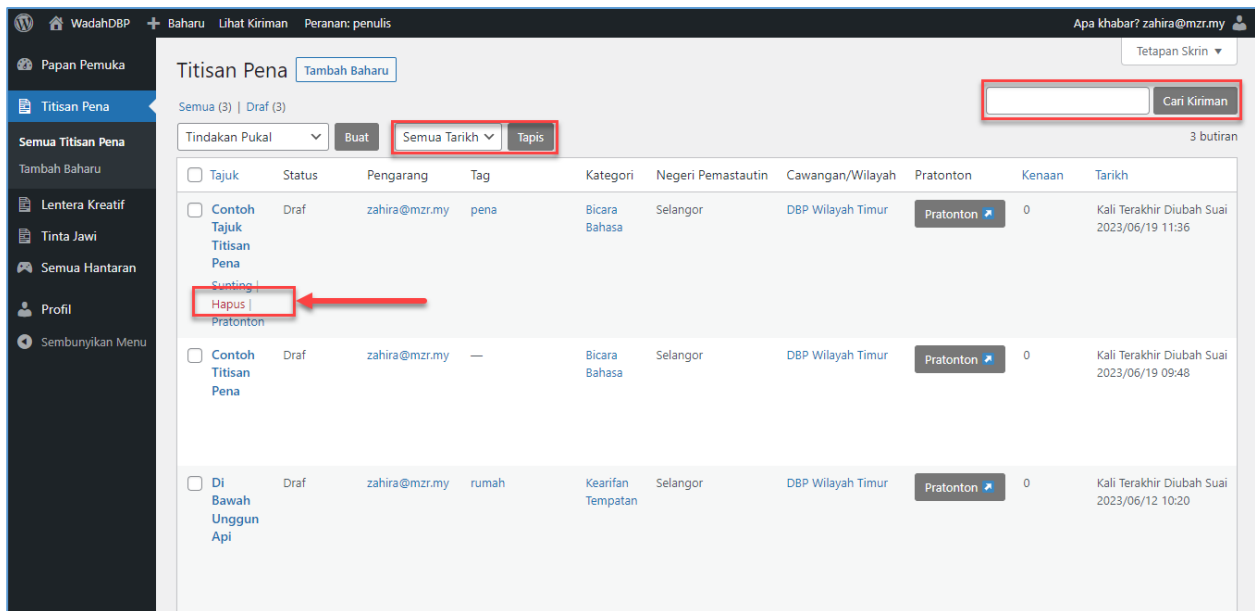 WadahDBP + Baharu Lihat Kiriman Peranan: penulis Apa khabar? zahira@mzr.my
Tetapan Skrin ▼
Papan Pemuka
Titisan Pena
Semua Titisan Pena
Tambah Baharu
Lentera Kreatif
Tinta Jawi
Semua Hantaran
Profil
Sembunyikan Menu
Titisan Pena Tambah Baharu
Semua (3) | Draf (3)
Cari Kiriman
Tindakan Pukal Buat Semua Tarikh Tapis
3 butiran
Tajuk Status Pengarang Tag Kategori Negeri Pemastautin Cawangan/Wilayah Pratonton Kenaan Tarikh
Contoh Draf zahira@mzr.my pena Bicara Selangor DBP Wilayah Timur Pratonton 0 Kali Terakhir Diubah Suai
Tajuk Bahasa 2023/06/19 11:36
Titisan
Pena
Sunting |
Hapus |
Pratonton
Contoh Draf zahira@mzr.my — Bicara Selangor DBP Wilayah Timur Pratonton 0 Kali Terakhir Diubah Suai
Titisan Bahasa 2023/06/19 09:48
Pena
Di Draf zahira@mzr.my rumah Kearifan Selangor DBP Wilayah Timur Pratonton 0 Kali Terakhir Diubah Suai
Bawah Tempatan 2023/06/12 10:20
Unggun
Api